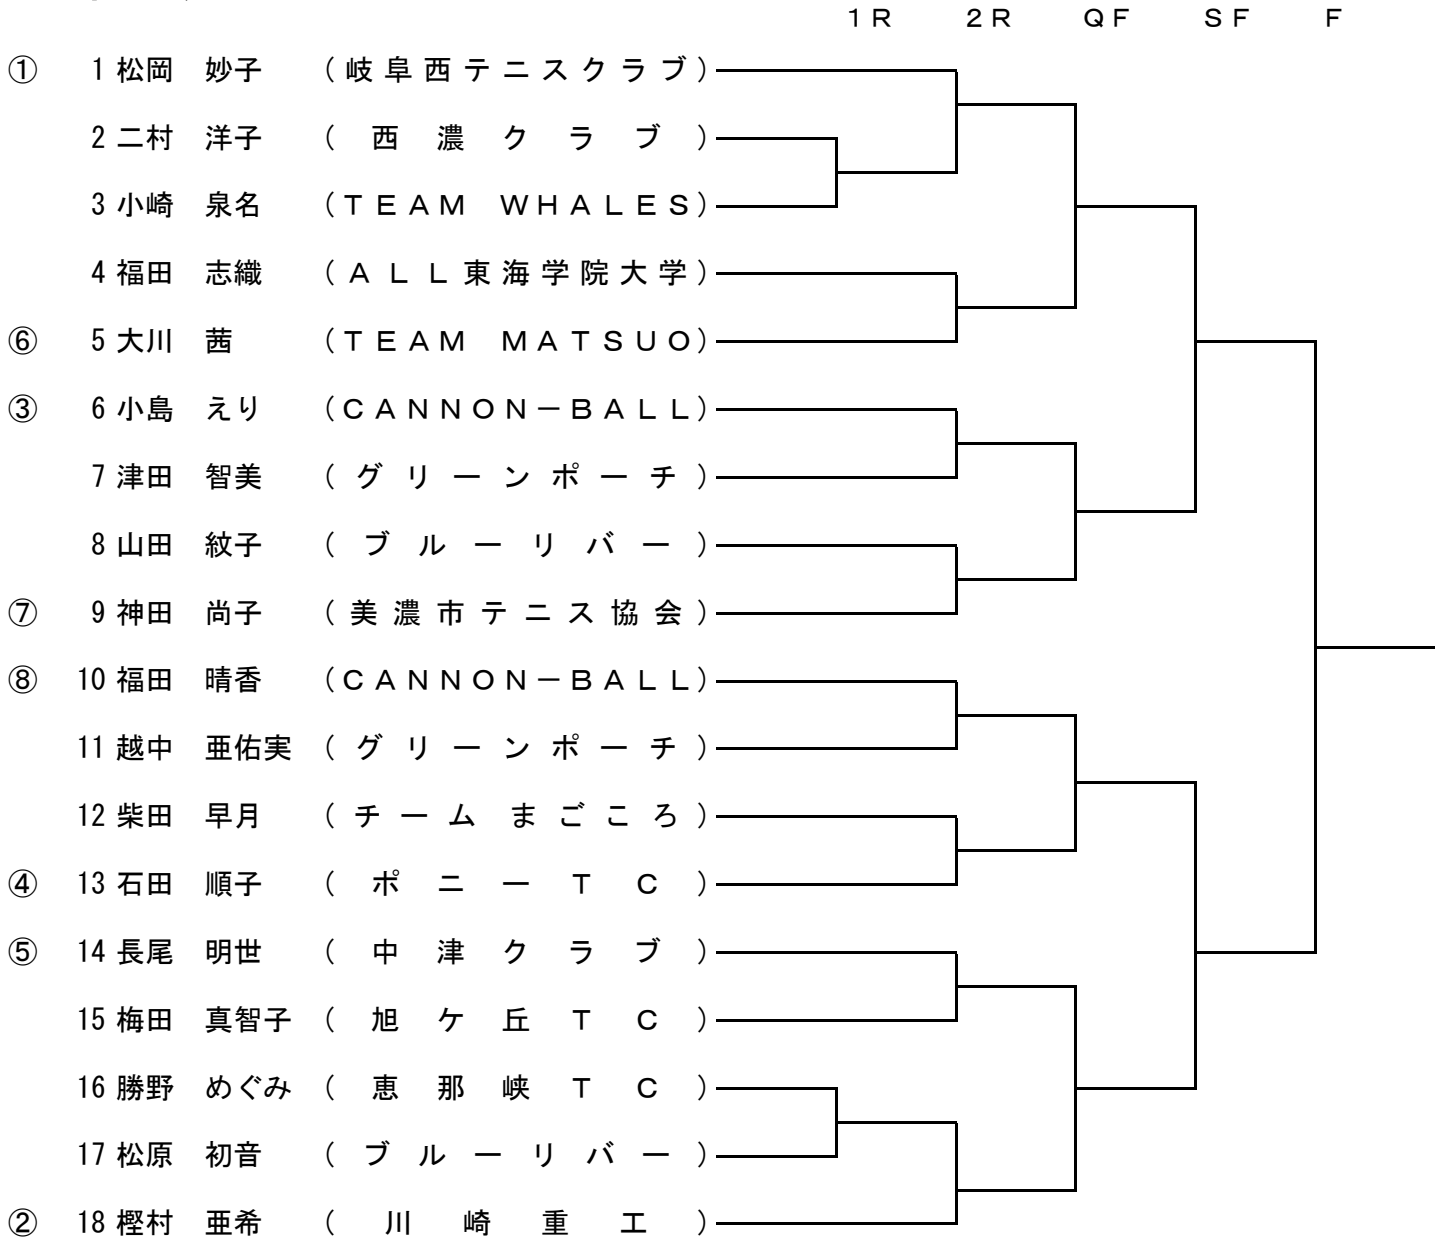 １Ｒ ２Ｒ ＱＦ ＳＦ Ｆ
① 1 松岡 妙子 (岐阜西テニスクラブ)
2 二村 洋子 (西濃クラブ)
3 小崎 泉名 (ＴＥＡＭ ＷＨＡＬＥＳ)
4 福田 志織 (ＡＬＬ東海学院大学)
⑥ 5 大川 茜 (ＴＥＡＭ ＭＡＴＳＵＯ)
③ 6 小島 えり (ＣＡＮＮＯＮ－ＢＡＬＬ)
7 津田 智美 (グリーンポーチ)
8 山田 紋子 (ブルーリバー)
⑦ 9 神田 尚子 (美濃市テニス協会)
⑧ 10 福田 晴香 (ＣＡＮＮＯＮ－ＢＡＬＬ)
11 越中 亜佑実 (グリーンポーチ)
12 柴田 早月 (チーム まごころ)
④ 13 石田 順子 (ポニーＴＣ)
⑤ 14 長尾 明世 (中津クラブ)
15 梅田 真智子 (旭ケ丘ＴＣ)
16 勝野 めぐみ (恵那峡ＴＣ)
17 松原 初音 (ブルーリバー)
② 18 樫村 亜希 (川崎重工)